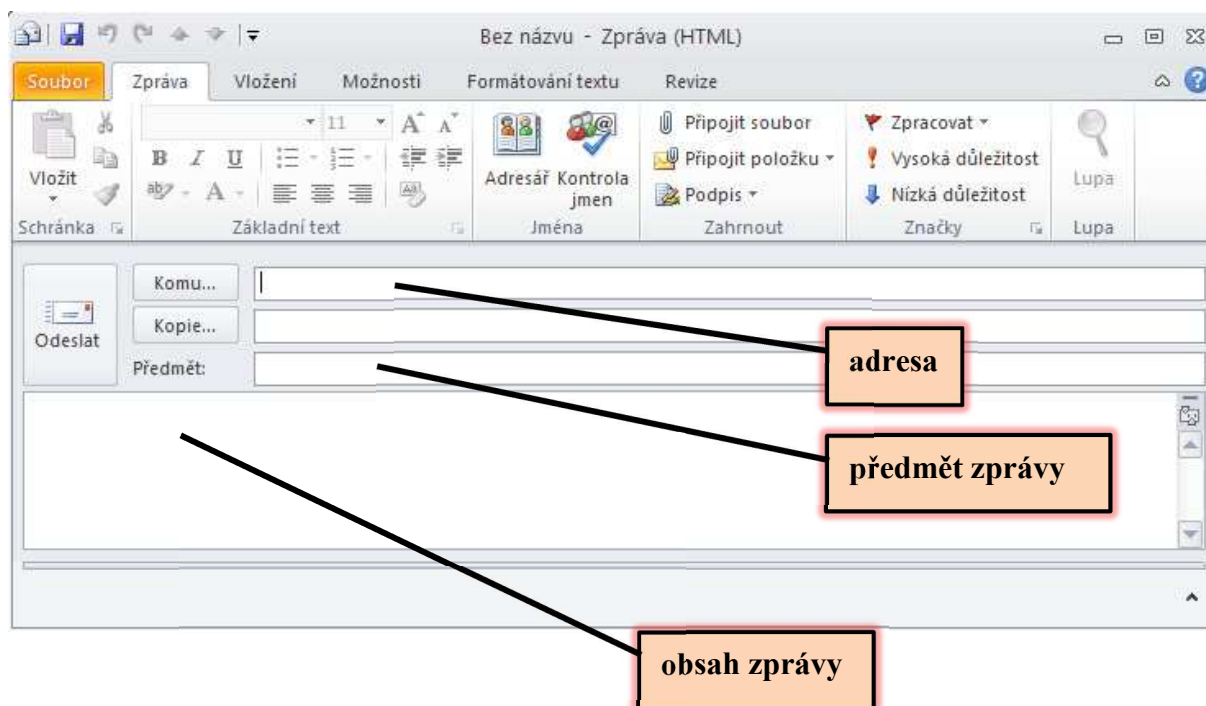 Bez názvu - Zpráva (HTML)
Soubor Zpráva Vložení Možnosti Formátování textu Revize
Vložit
Schránka
11
B I U
Základní text
Adresář Kontrola jmen
Jména
Připojit soubor
Připojit položku
Podpis
Zahrnout
Zpracovat
Vysoká důležitost
Nízká důležitost
Značky
Lupa
Lupa
Odeslat
Komu...
Kopie...
Předmět:
adresa
předmět zprávy
obsah zprávy